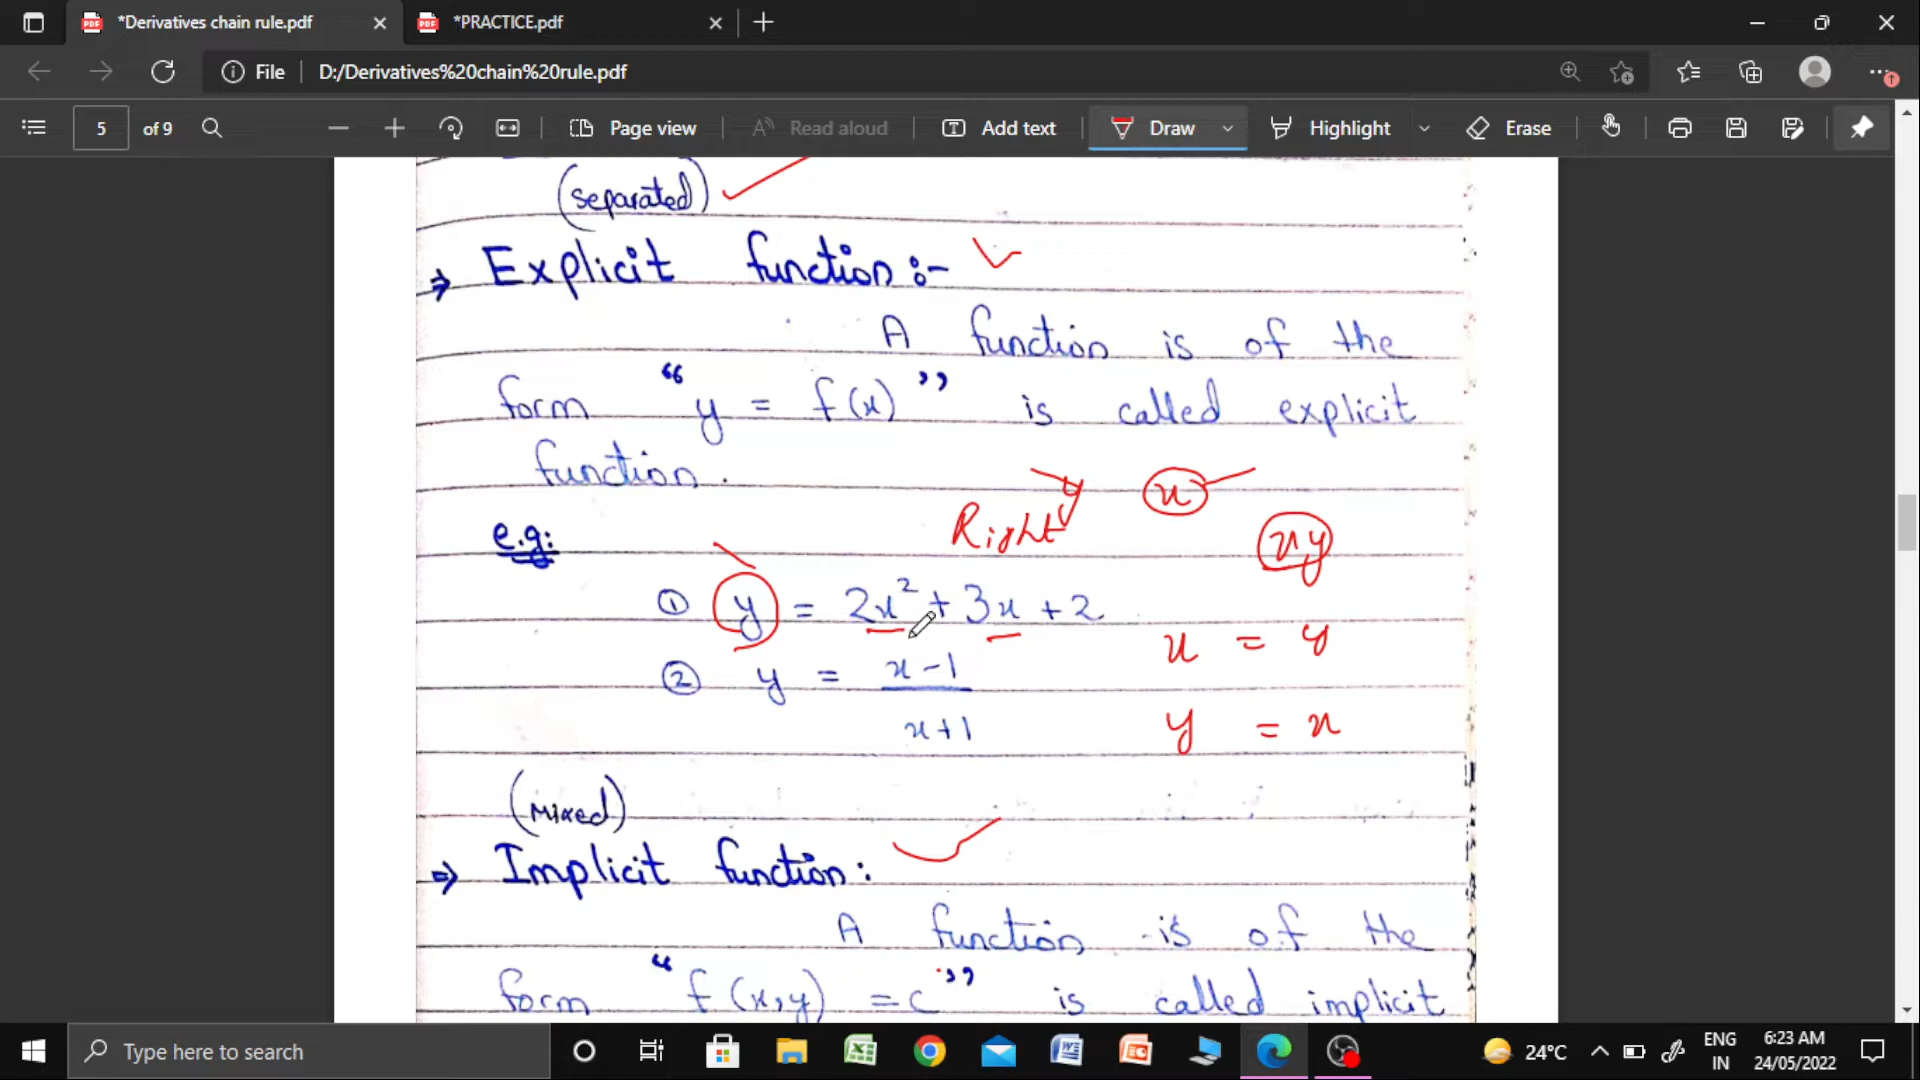 *Derivatives chain rule.pdf
*PRACTICE.pdf
File
D:/Derivatives%20chain%20rule.pdf
5 of 9
Page view
Read aloud
Add text
Draw
Highlight
Erase
(separated)
⇒ Explicit function:-
A function is of the
form "y = f(x)" is called explicit
function.
Right y x
e.g:
xy
① y = 2x² + 3x + 2
x = y
② y = x-1
x+1
y = x
(Mixed)
⇒ Implicit function:
A function is of the
form "f(x,y) = c" is called implicit
Type here to search
24°C
ENG
IN
6:23 AM
24/05/2022